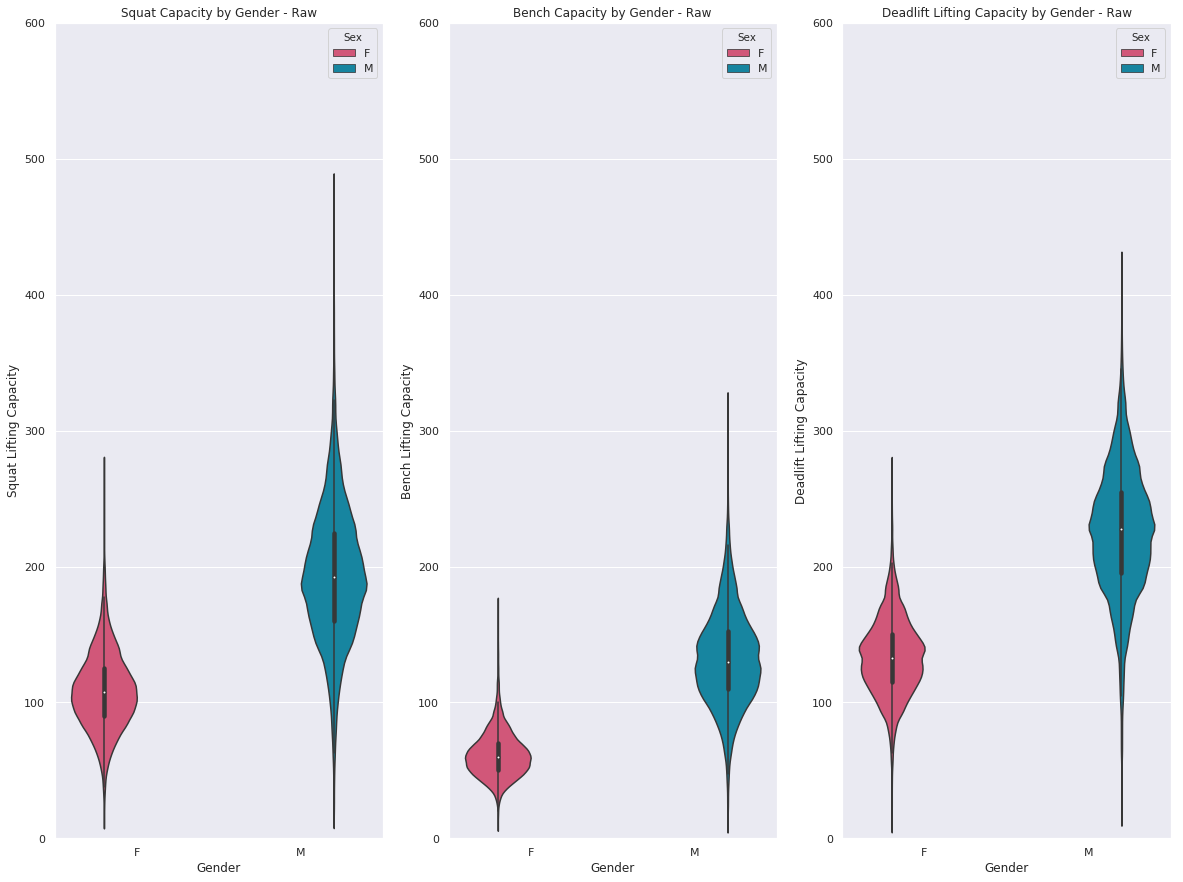 Squat Capacity by Gender - Raw
600
500
400
300
200
100
0
Squat Lifting Capacity
Sex
F
M
F
M
Gender
Bench Capacity by Gender - Raw
600
500
400
300
200
100
0
Bench Lifting Capacity
Sex
F
M
F
M
Gender
Deadlift Lifting Capacity by Gender - Raw
600
500
400
300
200
100
0
Deadlift Lifting Capacity
Sex
F
M
F
M
Gender